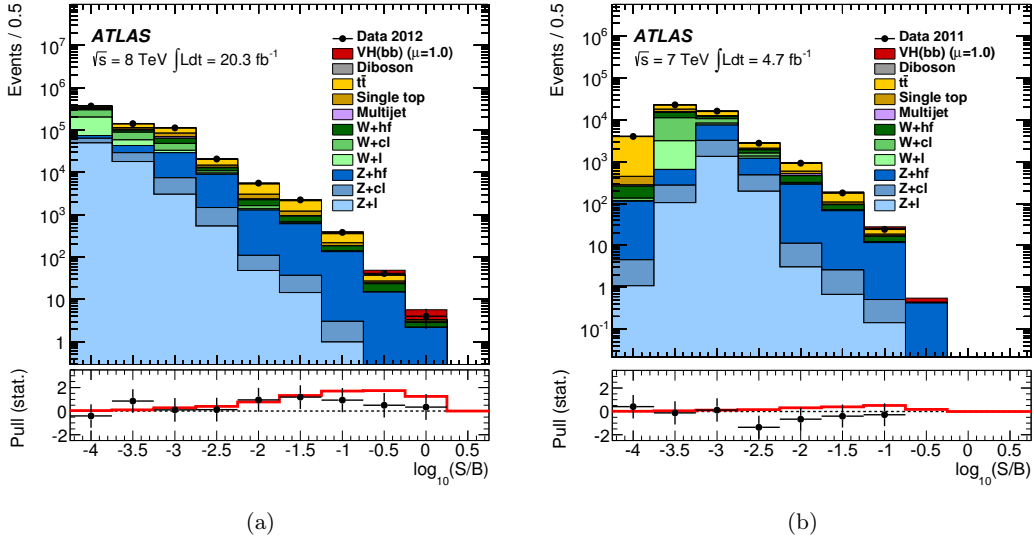 Events / 0.5
10⁷
10⁶
10⁵
10⁴
10³
10²
10
1
ATLAS
√s = 8 TeV ∫Ldt = 20.3 fb⁻¹
Data 2012
VH(bb) (μ=1.0)
Diboson
tt̄
Single top
Multijet
W+hf
W+cl
W+l
Z+hf
Z+cl
Z+l
Pull (stat.)
2
0
-2
-4 -3.5 -3 -2.5 -2 -1.5 -1 -0.5 0 0.5
log₁₀(S/B)
(a)
Events / 0.5
10⁶
10⁵
10⁴
10³
10²
10
1
10⁻¹
ATLAS
√s = 7 TeV ∫Ldt = 4.7 fb⁻¹
Data 2011
VH(bb) (μ=1.0)
Diboson
tt̄
Single top
Multijet
W+hf
W+cl
W+l
Z+hf
Z+cl
Z+l
Pull (stat.)
2
0
-2
-4 -3.5 -3 -2.5 -2 -1.5 -1 -0.5 0 0.5
log₁₀(S/B)
(b)